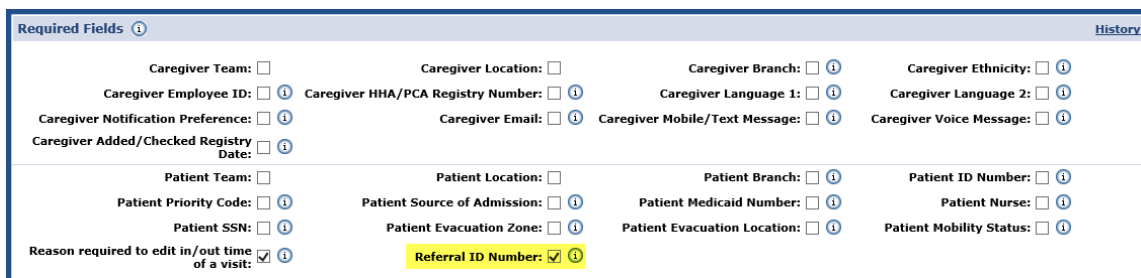 Required Fields History
Caregiver Team: Caregiver Location: Caregiver Branch: Caregiver Ethnicity:
Caregiver Employee ID: Caregiver HHA/PCA Registry Number: Caregiver Language 1: Caregiver Language 2:
Caregiver Notification Preference: Caregiver Email: Caregiver Mobile/Text Message: Caregiver Voice Message:
Caregiver Added/Checked Registry
Date:
Patient Team: Patient Location: Patient Branch: Patient ID Number:
Patient Priority Code: Patient Source of Admission: Patient Medicaid Number: Patient Nurse:
Patient SSN: Patient Evacuation Zone: Patient Evacuation Location: Patient Mobility Status:
Reason required to edit in/out time
of a visit: Referral ID Number: